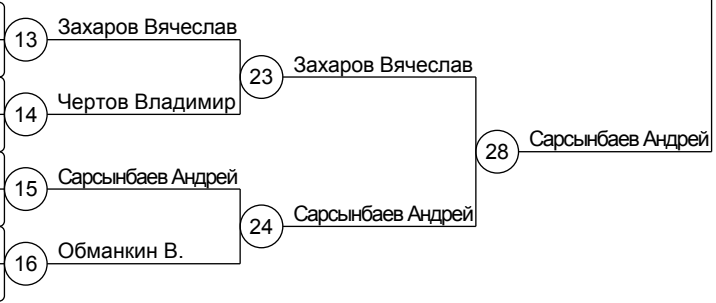 13 Захаров Вячеслав
23 Захаров Вячеслав
14 Чертов Владимир
28 Сарсынбаев Андрей
15 Сарсынбаев Андрей
24 Сарсынбаев Андрей
16 Обманкин В.